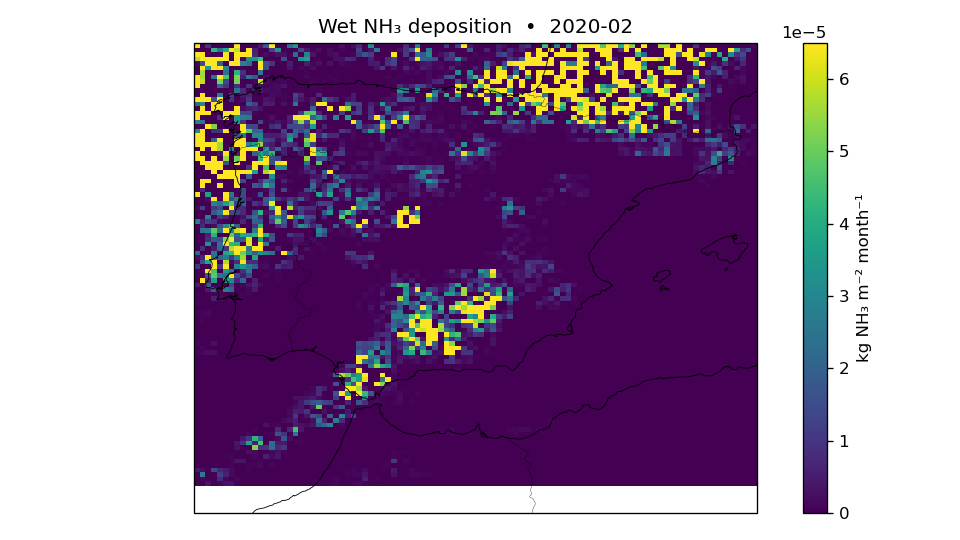 Wet NH₃ deposition • 2020-02
1e−5
6
5
4
3
2
1
0
kg NH₃ m⁻² month⁻¹